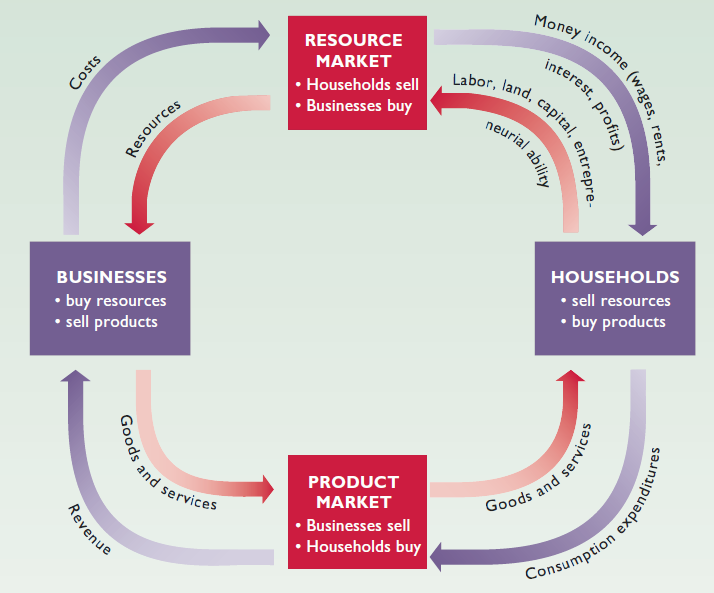 RESOURCE
MARKET
• Households sell
• Businesses buy
Costs
Resources
Money income (wages, rents,
interest, profits)
Labor, land, capital, entrepre-
neurial ability
BUSINESSES
• buy resources
• sell products
HOUSEHOLDS
• sell resources
• buy products
Goods and services
Revenue
PRODUCT
MARKET
• Businesses sell
• Households buy
Goods and services
Consumption expenditures